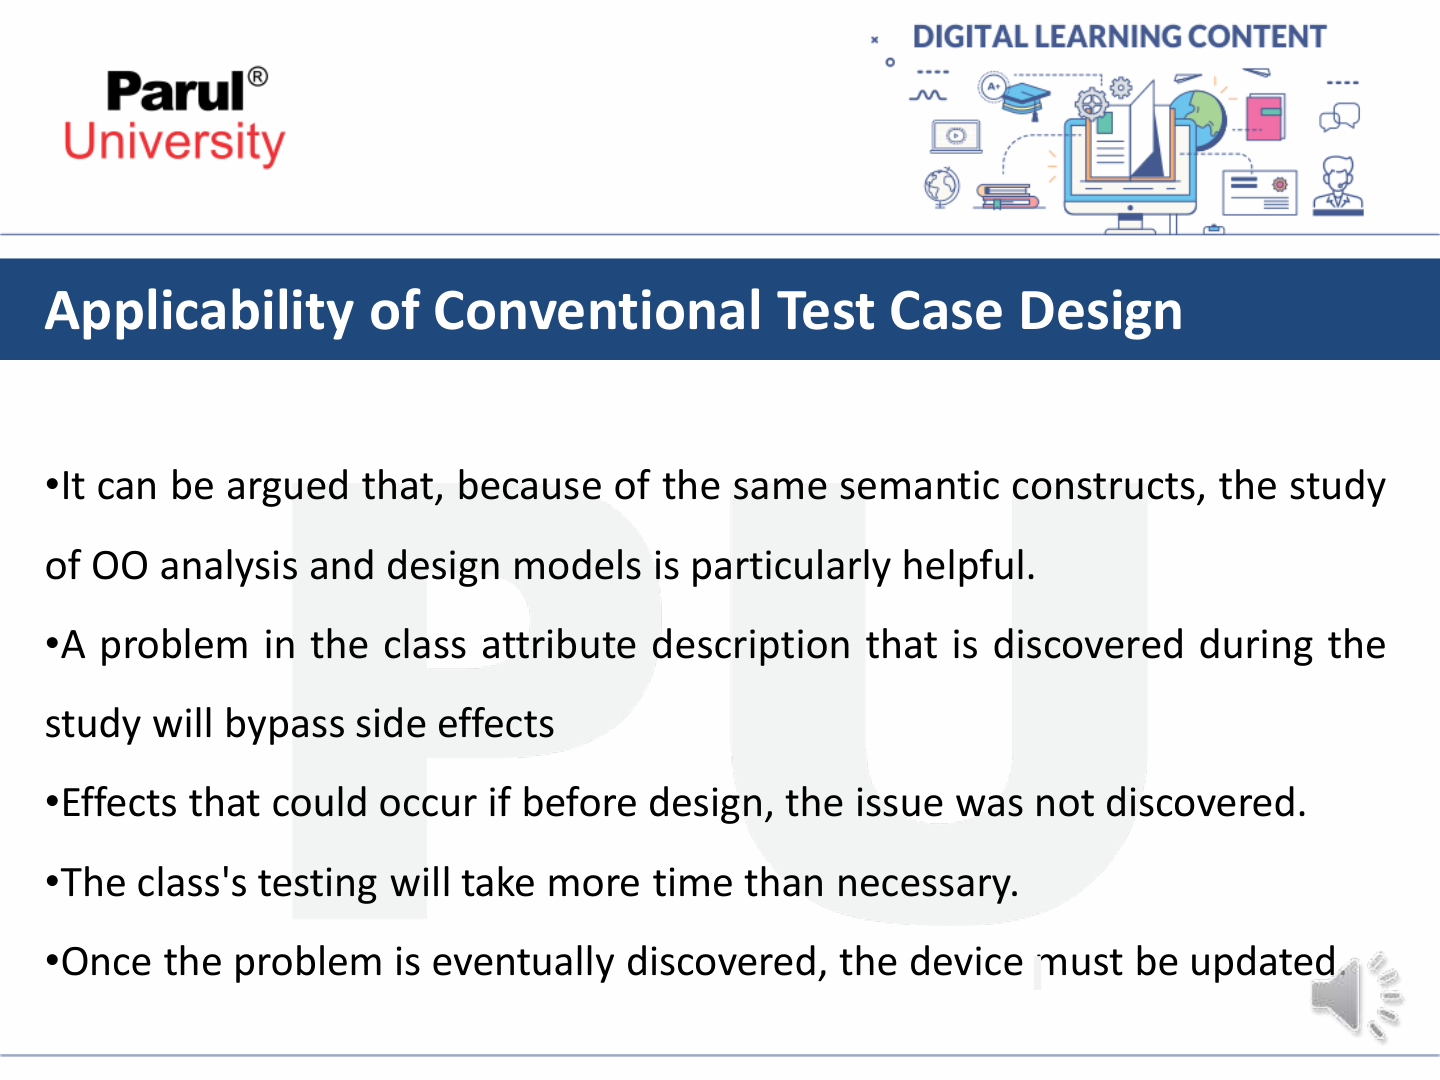 DIGITAL LEARNING CONTENT
Parul®
University
A+
Applicability of Conventional Test Case Design
•It can be argued that, because of the same semantic constructs, the study
of OO analysis and design models is particularly helpful.
•A problem in the class attribute description that is discovered during the
study will bypass side effects
•Effects that could occur if before design, the issue was not discovered.
•The class's testing will take more time than necessary.
•Once the problem is eventually discovered, the device must be updated.
PU